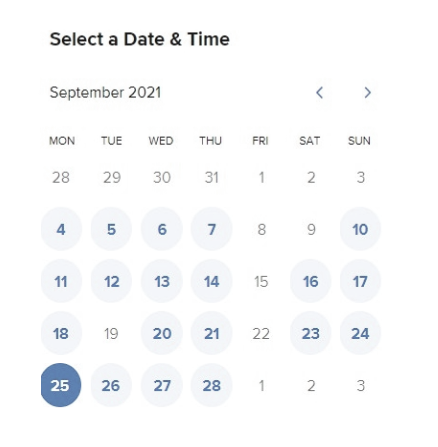 Select a Date & Time
September 2021
MON TUE WED THU FRI SAT SUN
28 29 30 31 1 2 3
4 5 6 7 8 9 10
11 12 13 14 15 16 17
18 19 20 21 22 23 24
25 26 27 28 1 2 3